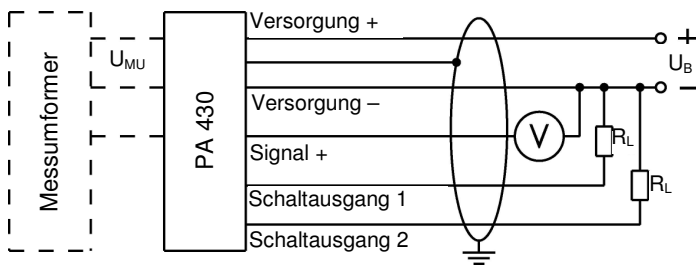 Versorgung +
+
U_MU
U_B
Versorgung –
–
Messumformer
PA 430
V
R_L
Signal +
R_L
Schaltausgang 1
Schaltausgang 2